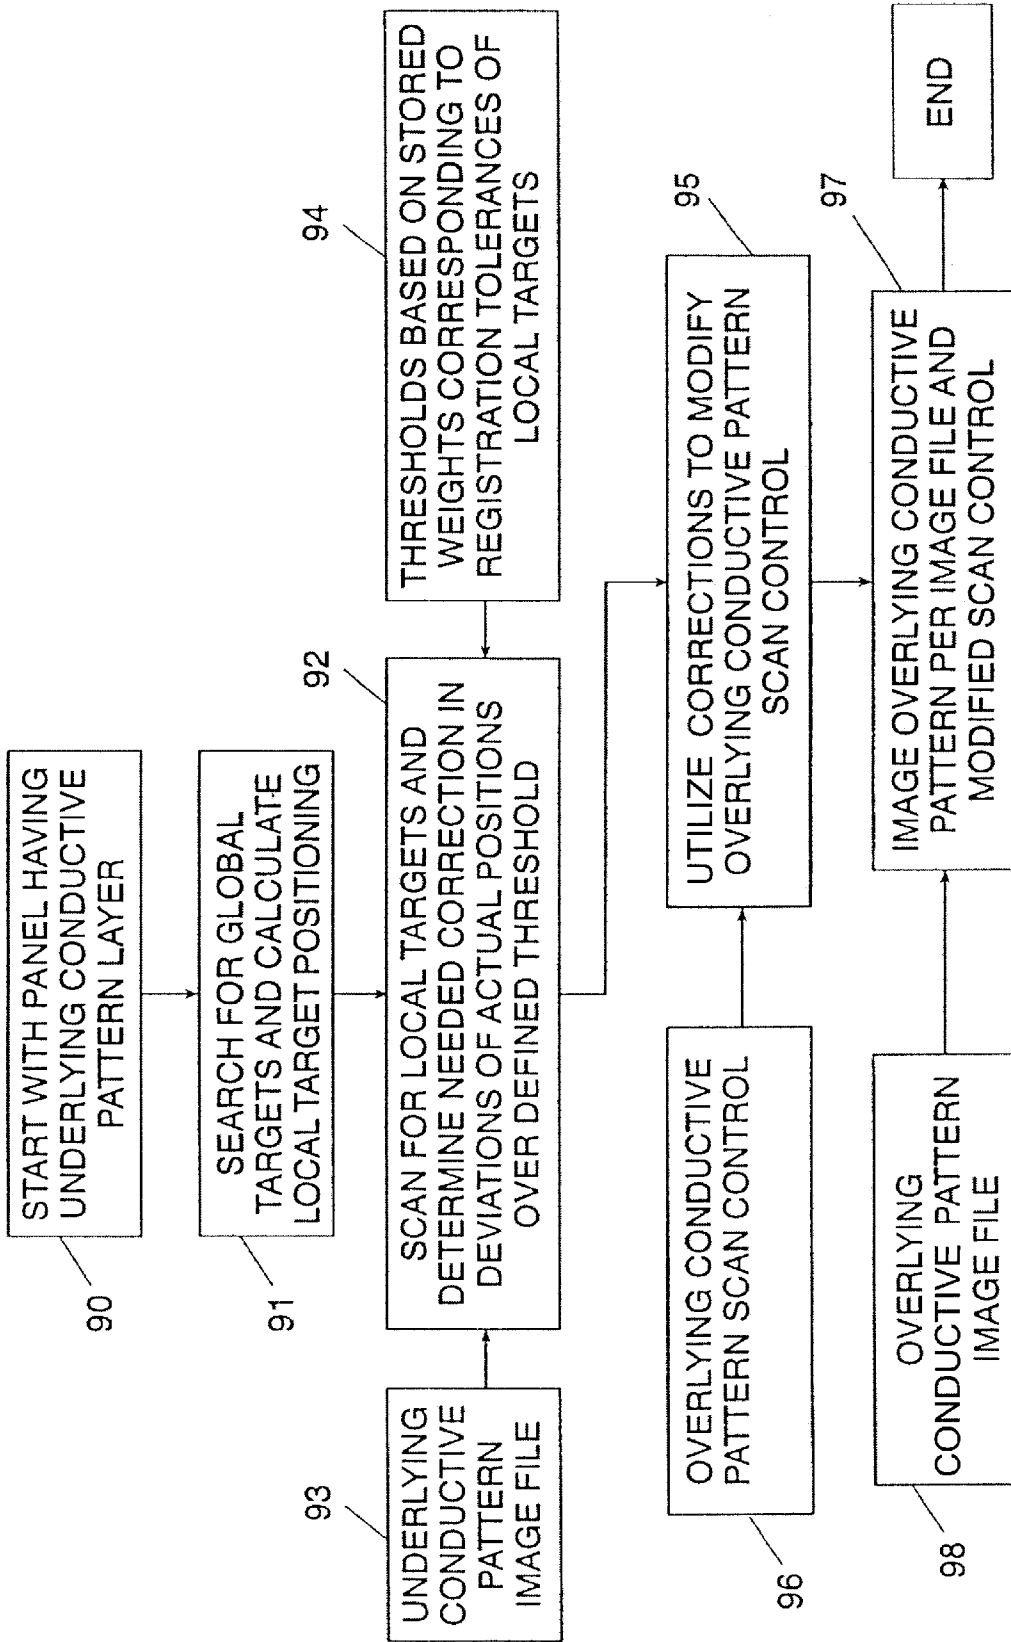 90
START WITH PANEL HAVING
UNDERLYING CONDUCTIVE
PATTERN LAYER
91
SEARCH FOR GLOBAL
TARGETS AND CALCULATE
LOCAL TARGET POSITIONING
93
UNDERLYING
CONDUCTIVE
PATTERN
IMAGE FILE
92
SCAN FOR LOCAL TARGETS AND
DETERMINE NEEDED CORRECTION IN
DEVIATIONS OF ACTUAL POSITIONS
OVER DEFINED THRESHOLD
94
THRESHOLDS BASED ON STORED
WEIGHTS CORRESPONDING TO
REGISTRATION TOLERANCES OF
LOCAL TARGETS
96
OVERLYING CONDUCTIVE
PATTERN SCAN CONTROL
95
UTILIZE CORRECTIONS TO MODIFY
OVERLYING CONDUCTIVE PATTERN
SCAN CONTROL
98
OVERLYING
CONDUCTIVE PATTERN
IMAGE FILE
97
IMAGE OVERLYING CONDUCTIVE
PATTERN PER IMAGE FILE AND
MODIFIED SCAN CONTROL
END